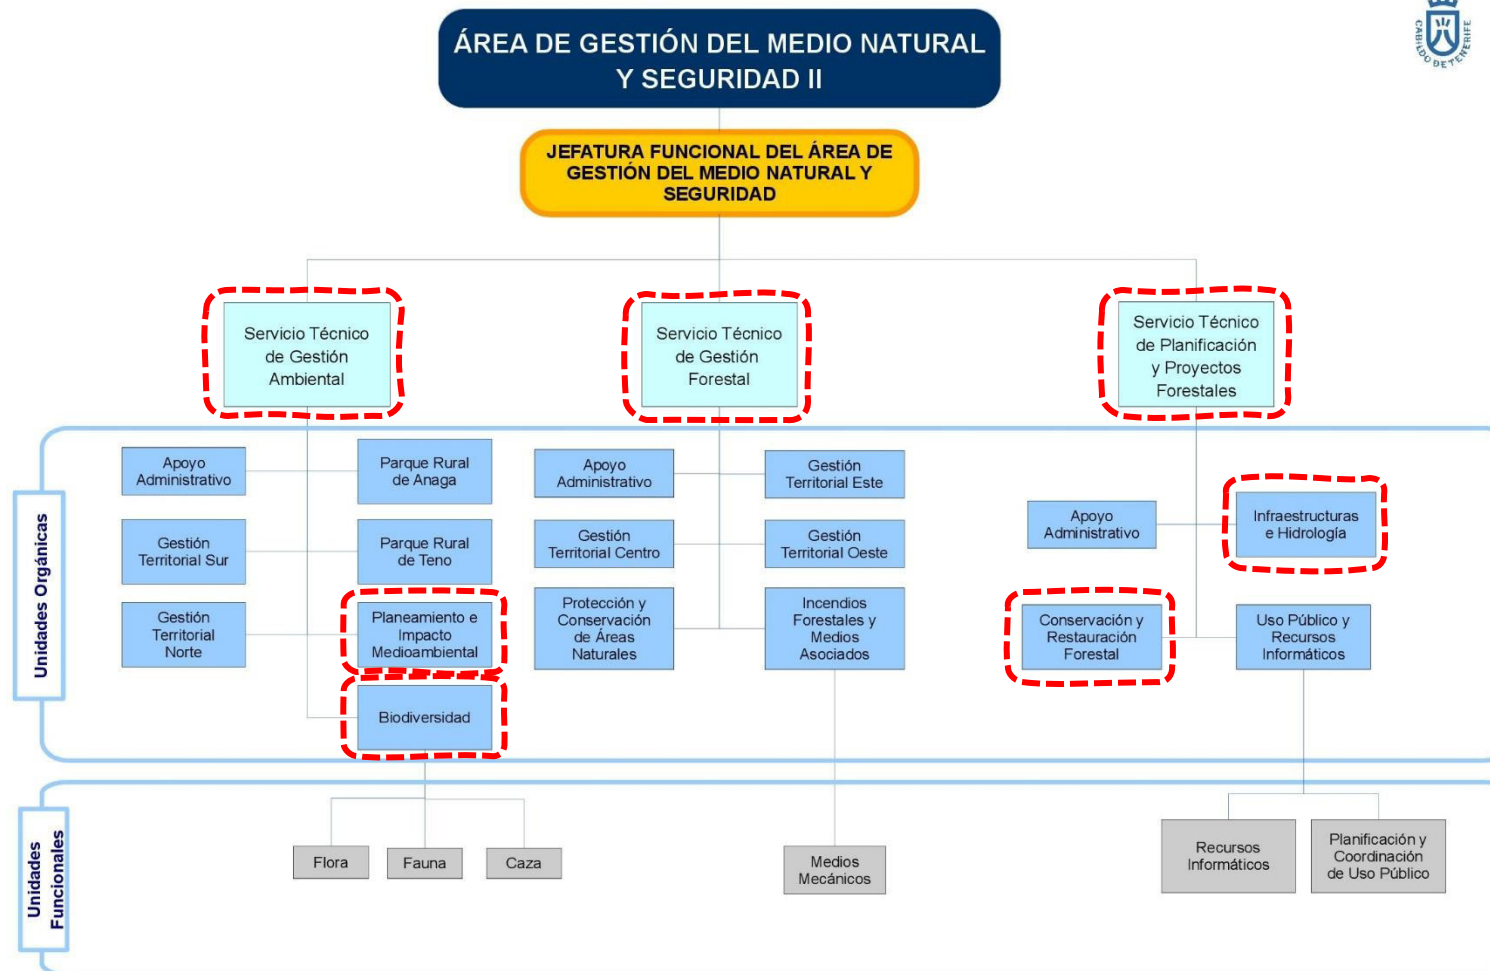 ÁREA DE GESTIÓN DEL MEDIO NATURAL
Y SEGURIDAD II
CABILDO DE TENERIFE
JEFATURA FUNCIONAL DEL ÁREA DE
GESTIÓN DEL MEDIO NATURAL Y
SEGURIDAD
Servicio Técnico
de Gestión
Ambiental
Servicio Técnico
de Gestión
Forestal
Servicio Técnico
de Planificación
y Proyectos
Forestales
Unidades Orgánicas
Apoyo
Administrativo
Parque Rural
de Anaga
Gestión
Territorial Sur
Parque Rural
de Teno
Gestión
Territorial
Norte
Planeamiento e
Impacto
Medioambiental
Biodiversidad
Apoyo
Administrativo
Gestión
Territorial Este
Gestión
Territorial Centro
Gestión
Territorial Oeste
Protección y
Conservación
de Áreas
Naturales
Incendios
Forestales y
Medios
Asociados
Apoyo
Administrativo
Infraestructuras
e Hidrología
Conservación y
Restauración
Forestal
Uso Público y
Recursos
Informáticos
Unidades
Funcionales
Flora
Fauna
Caza
Medios
Mecánicos
Recursos
Informáticos
Planificación y
Coordinación
de Uso Público